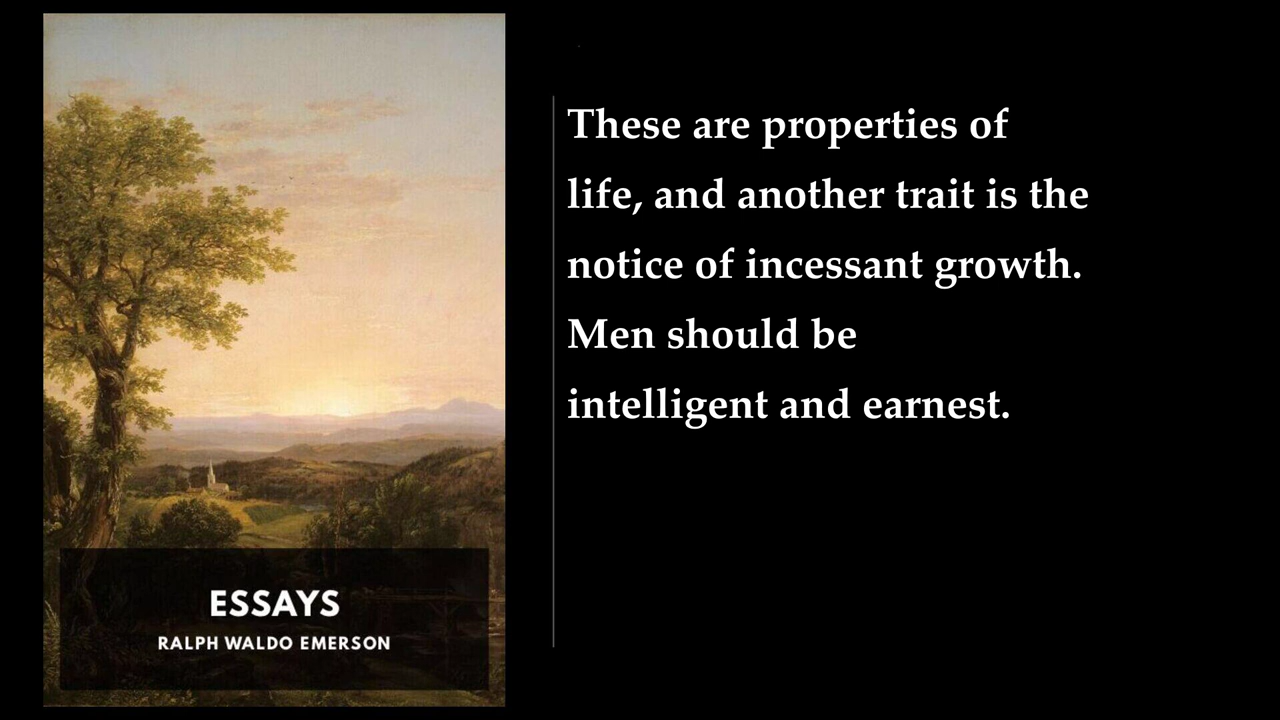 ESSAYS
RALPH WALDO EMERSON
These are properties of
life, and another trait is the
notice of incessant growth.
Men should be
intelligent and earnest.